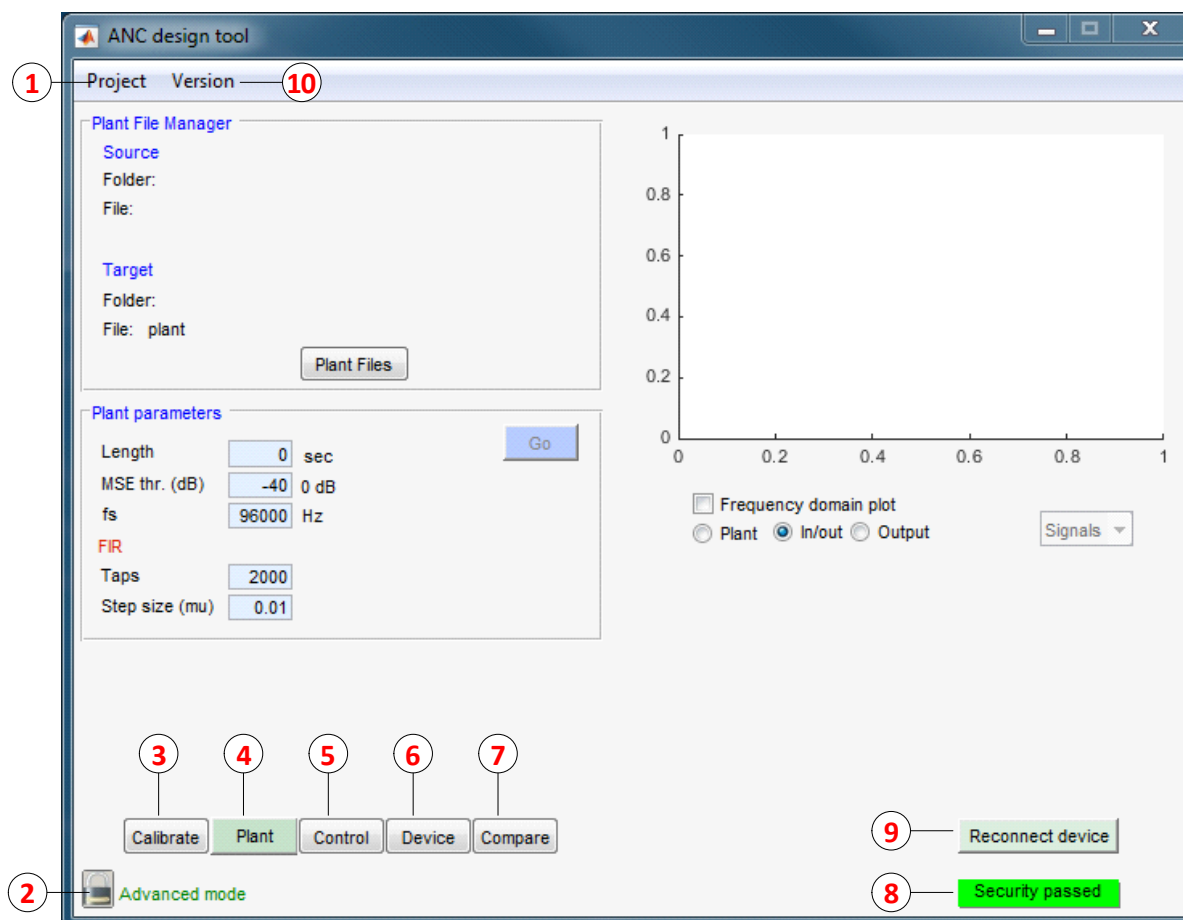 ANC design tool
X
1 Project Version 10
Plant File Manager
Source
Folder:
File:
Target
Folder:
File: plant
Plant Files
Plant parameters
Length 0 sec
MSE thr. (dB) -40 0 dB
fs 96000 Hz
FIR
Taps 2000
Step size (mu) 0.01
Go
1
0.8
0.6
0.4
0.2
0
0 0.2 0.4 0.6 0.8 1
Frequency domain plot
Plant In/out Output
Signals
3 4 5 6 7
Calibrate Plant Control Device Compare
9 Reconnect device
2 Advanced mode
8 Security passed